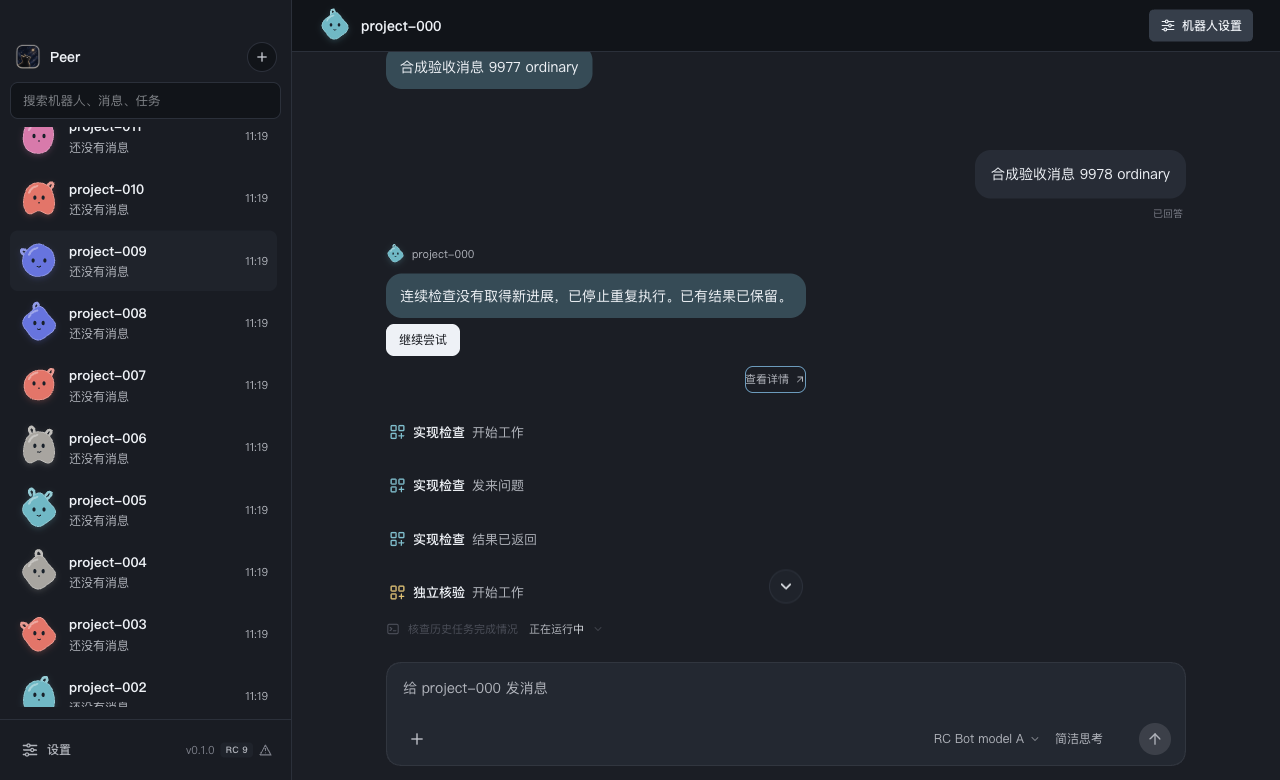 Peer
搜索机器人、消息、任务
project-011
还没有消息
11:19
project-010
还没有消息
11:19
project-009
还没有消息
11:19
project-008
还没有消息
11:19
project-007
还没有消息
11:19
project-006
还没有消息
11:19
project-005
还没有消息
11:19
project-004
还没有消息
11:19
project-003
还没有消息
11:19
project-002
还没有消息
11:19
设置
v0.1.0 RC 9
project-000
机器人设置
合成验收消息 9977 ordinary
合成验收消息 9978 ordinary
已回答
project-000
连续检查没有取得新进展，已停止重复执行。已有结果已保留。
继续尝试
查看详情
实现检查 开始工作
实现检查 发来问题
实现检查 结果已返回
独立核验 开始工作
核查历史任务完成情况 正在运行中
给 project-000 发消息
RC Bot model A
简洁思考